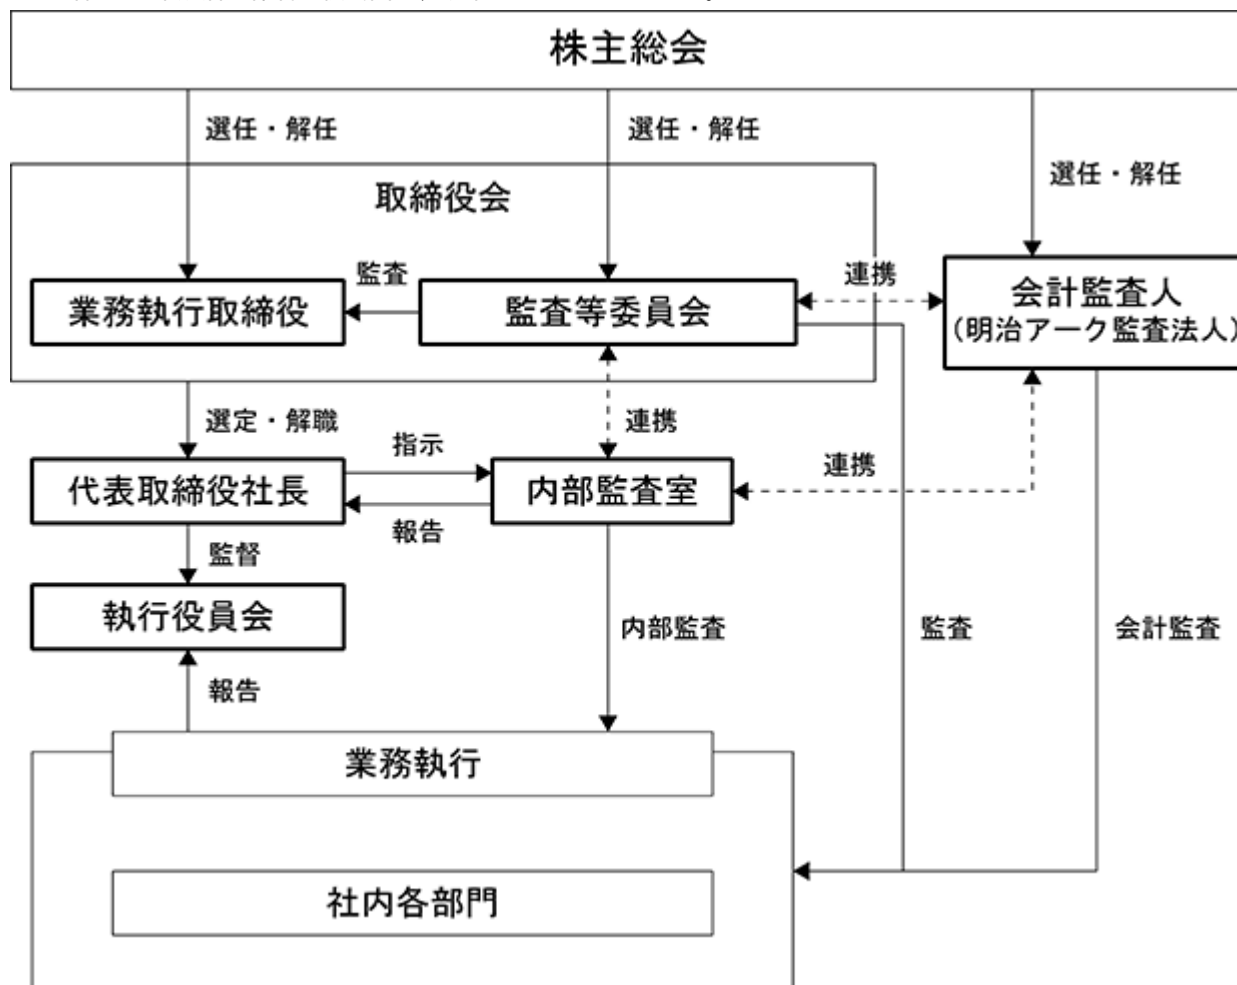 株主総会
選任・解任
選任・解任
選任・解任
取締役会
監査
連携
業務執行取締役
監査等委員会
会計監査人
(明治アーク監査法人)
選定・解職
連携
指示
連携
代表取締役社長
内部監査室
報告
監督
執行役員会
内部監査
監査
会計監査
報告
業務執行
社内各部門